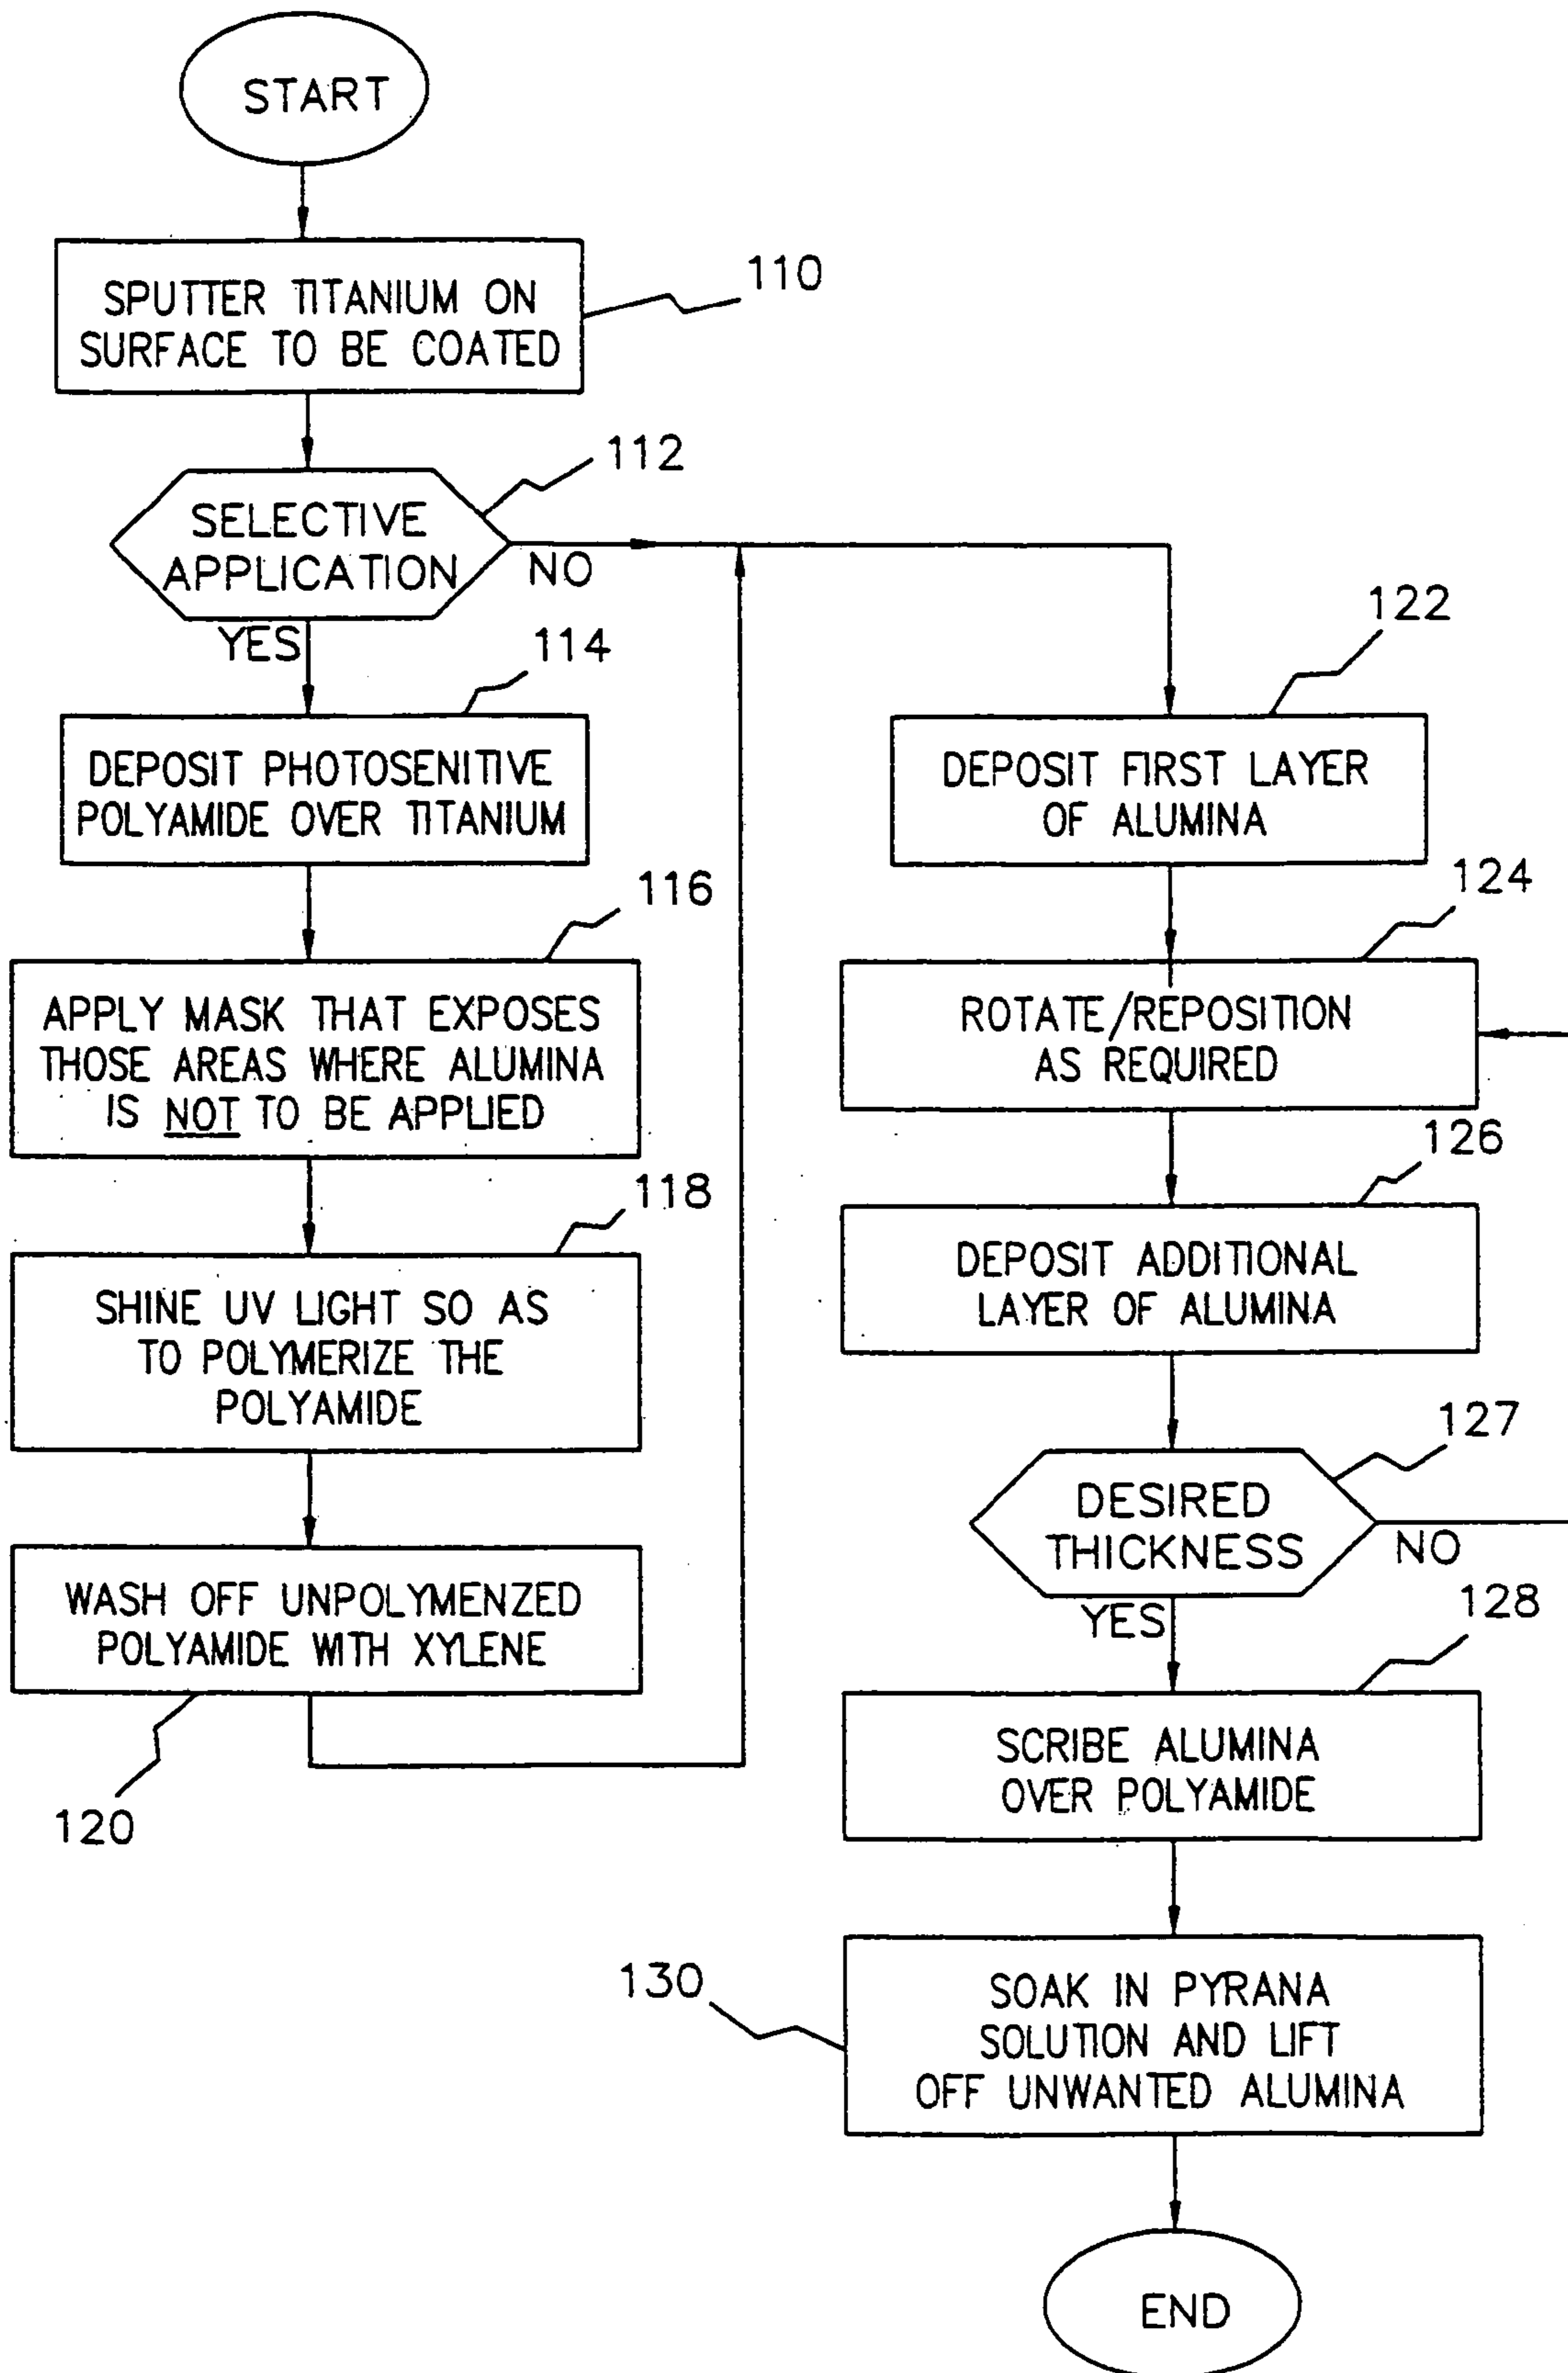 START
SPUTTER TITANIUM ON
SURFACE TO BE COATED
110
SELECTIVE
APPLICATION
112
NO
YES
DEPOSIT PHOTOSENITIVE
POLYAMIDE OVER TITANIUM
114
APPLY MASK THAT EXPOSES
THOSE AREAS WHERE ALUMINA
IS NOT TO BE APPLIED
116
SHINE UV LIGHT SO AS
TO POLYMERIZE THE
POLYAMIDE
118
WASH OFF UNPOLYMENZED
POLYAMIDE WITH XYLENE
120
DEPOSIT FIRST LAYER
OF ALUMINA
122
ROTATE/REPOSITION
AS REQUIRED
124
DEPOSIT ADDITIONAL
LAYER OF ALUMINA
126
DESIRED
THICKNESS
127
NO
YES
SCRIBE ALUMINA
OVER POLYAMIDE
128
SOAK IN PYRANA
SOLUTION AND LIFT
OFF UNWANTED ALUMINA
130
END